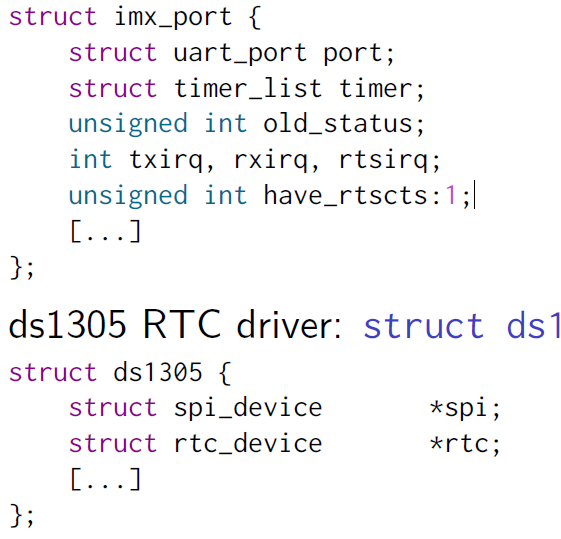 struct imx_port {
    struct uart_port port;
    struct timer_list timer;
    unsigned int old_status;
    int txirq, rxirq, rtsirq;
    unsigned int have_rtscts:1;
    [...]
};
ds1305 RTC driver: struct ds1
struct ds1305 {
    struct spi_device       *spi;
    struct rtc_device       *rtc;
    [...]
};